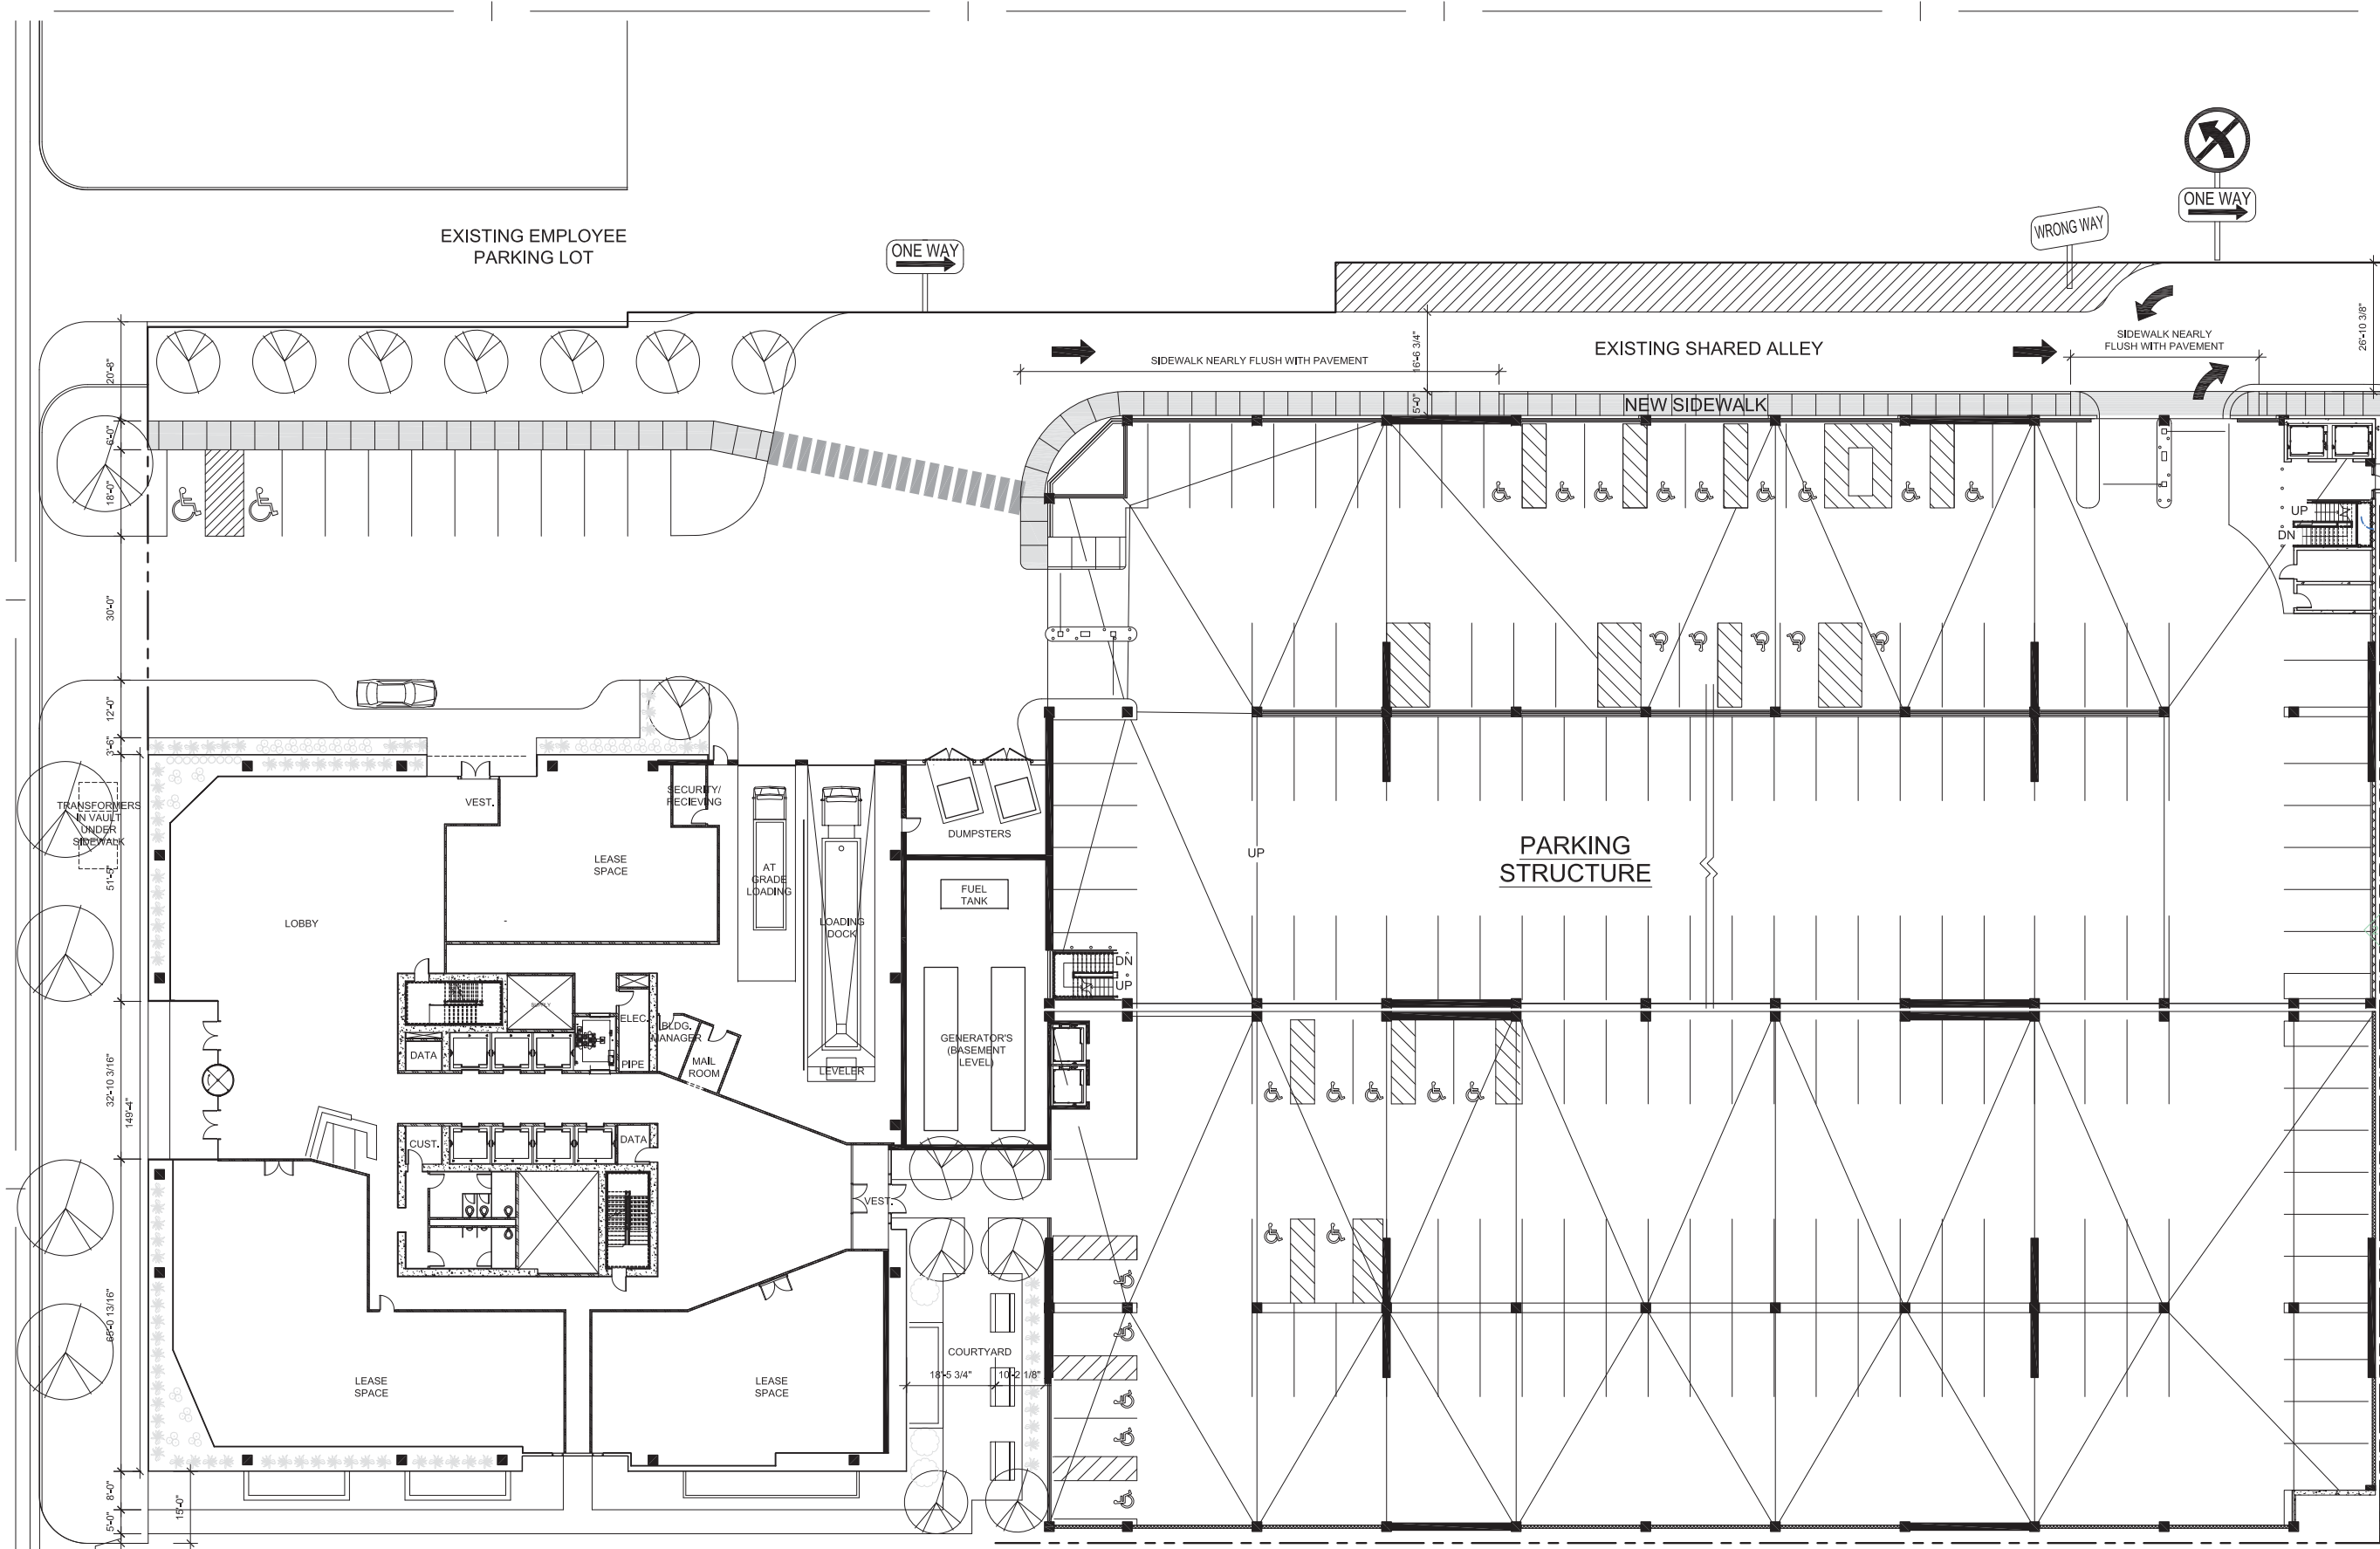 ONE WAY
WRONG WAY
ONE WAY
EXISTING EMPLOYEE
PARKING LOT
EXISTING SHARED ALLEY
SIDEWALK NEARLY
FLUSH WITH PAVEMENT
26'-10 3/8"
SIDEWALK NEARLY FLUSH WITH PAVEMENT
16'-6 3/4"
5'-0"
NEW SIDEWALK
20'-8"
6'-0"
18'-0"
30'-0"
12'-0"
3'-6"
UP
DN
TRANSFORMERS
IN VAULT
UNDER
SIDEWALK
51'-5"
VEST.
SECURITY/
RECIEVING
LEASE
SPACE
AT
GRADE
LOADING
LOADING
DOCK
DUMPSTERS
FUEL
TANK
UP
PARKING
STRUCTURE
LOBBY
DN
UP
ELEC.
BLDG.
MANAGER
DATA
PIPE
MAIL
ROOM
LEVELER
GENERATOR'S
(BASEMENT
LEVEL)
32'-10 3/16"
149'-4"
CUST.
DATA
VEST.
65'-0 13/16"
LEASE
SPACE
LEASE
SPACE
COURTYARD
18'-5 3/4"
10'-2 1/8"
8'-0"
5'-0"
15'-0"